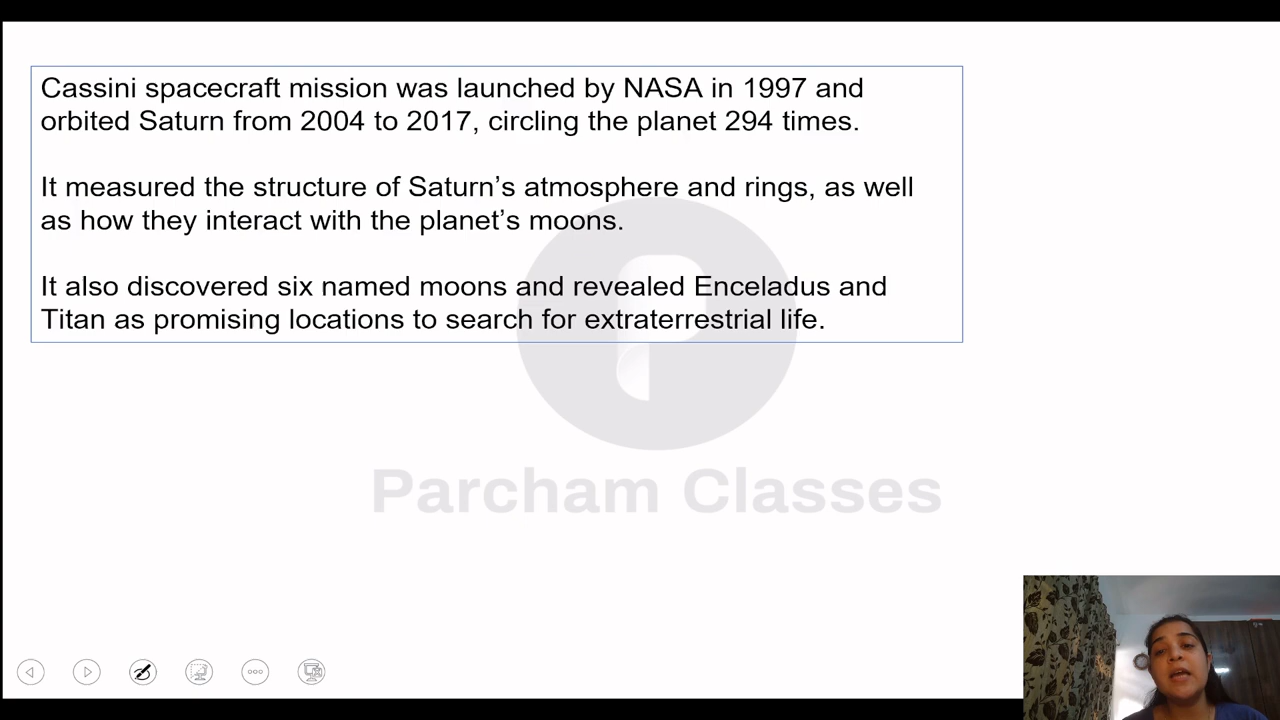 Cassini spacecraft mission was launched by NASA in 1997 and
orbited Saturn from 2004 to 2017, circling the planet 294 times.
It measured the structure of Saturn’s atmosphere and rings, as well
as how they interact with the planet’s moons.
It also discovered six named moons and revealed Enceladus and
Titan as promising locations to search for extraterrestrial life.
Parcham Classes